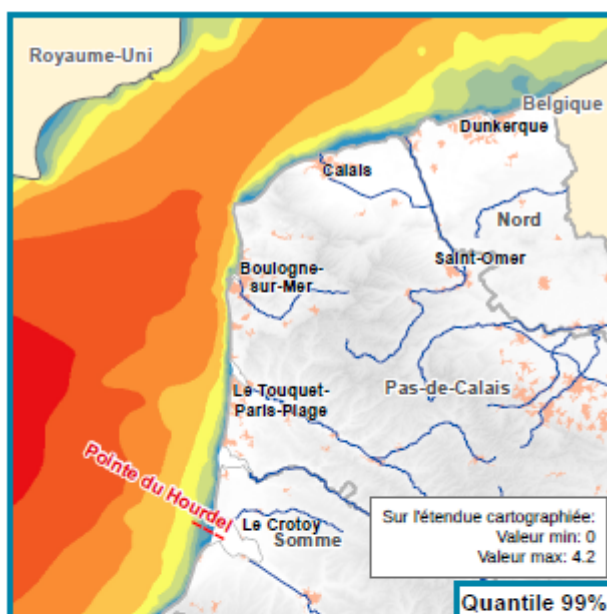 Royaume-Uni
Belgique
Dunkerque
Calais
Nord
Saint-Omer
Boulogne-
sur-Mer
Pas-de-Calais
Le Touquet-
Paris-Plage
Pointe du Hourdel
Le Crotoy
Somme
Sur l'étendue cartographiée:
Valeur min: 0
Valeur max: 4.2
Quantile 99%